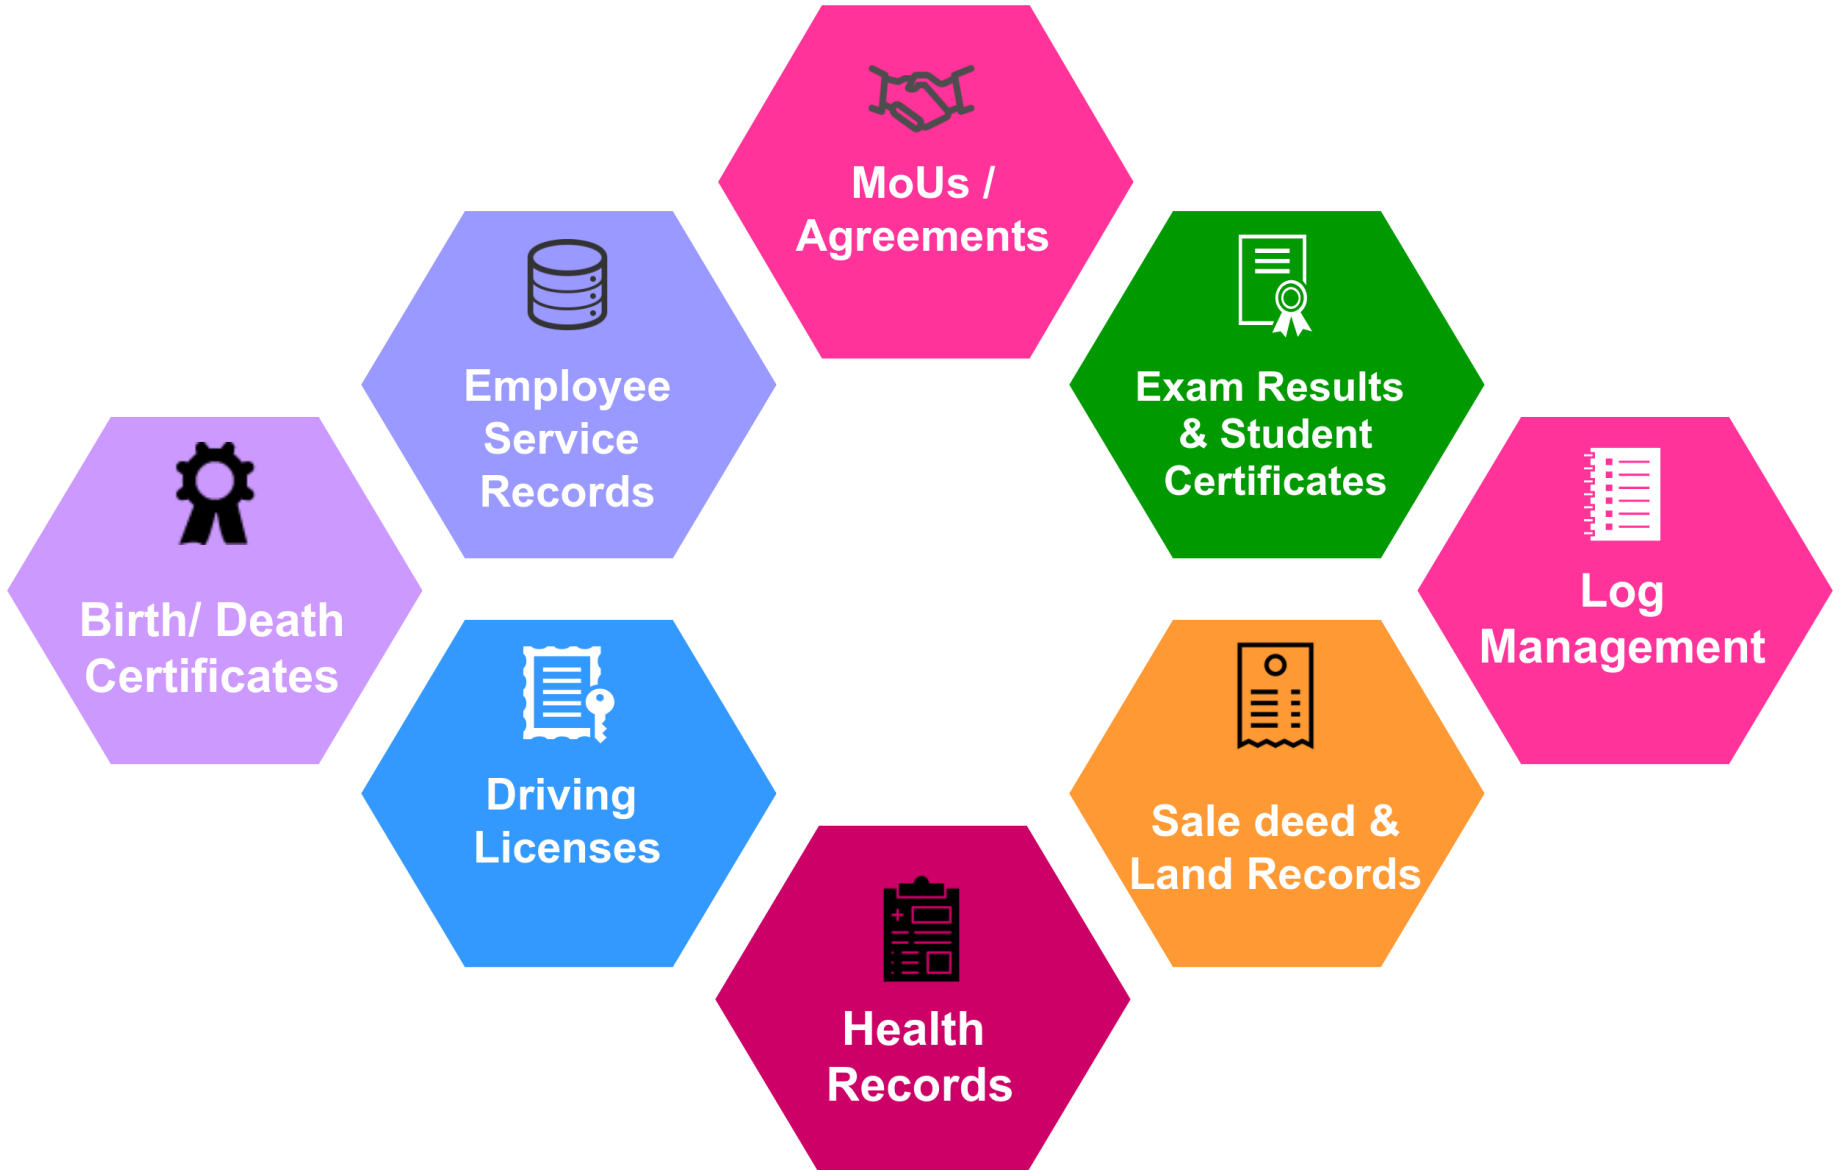 MoUs /
Agreements
Employee
Service
Records
Exam Results
& Student
Certificates
Birth/ Death
Certificates
Log
Management
Driving
Licenses
Sale deed &
Land Records
Health
Records